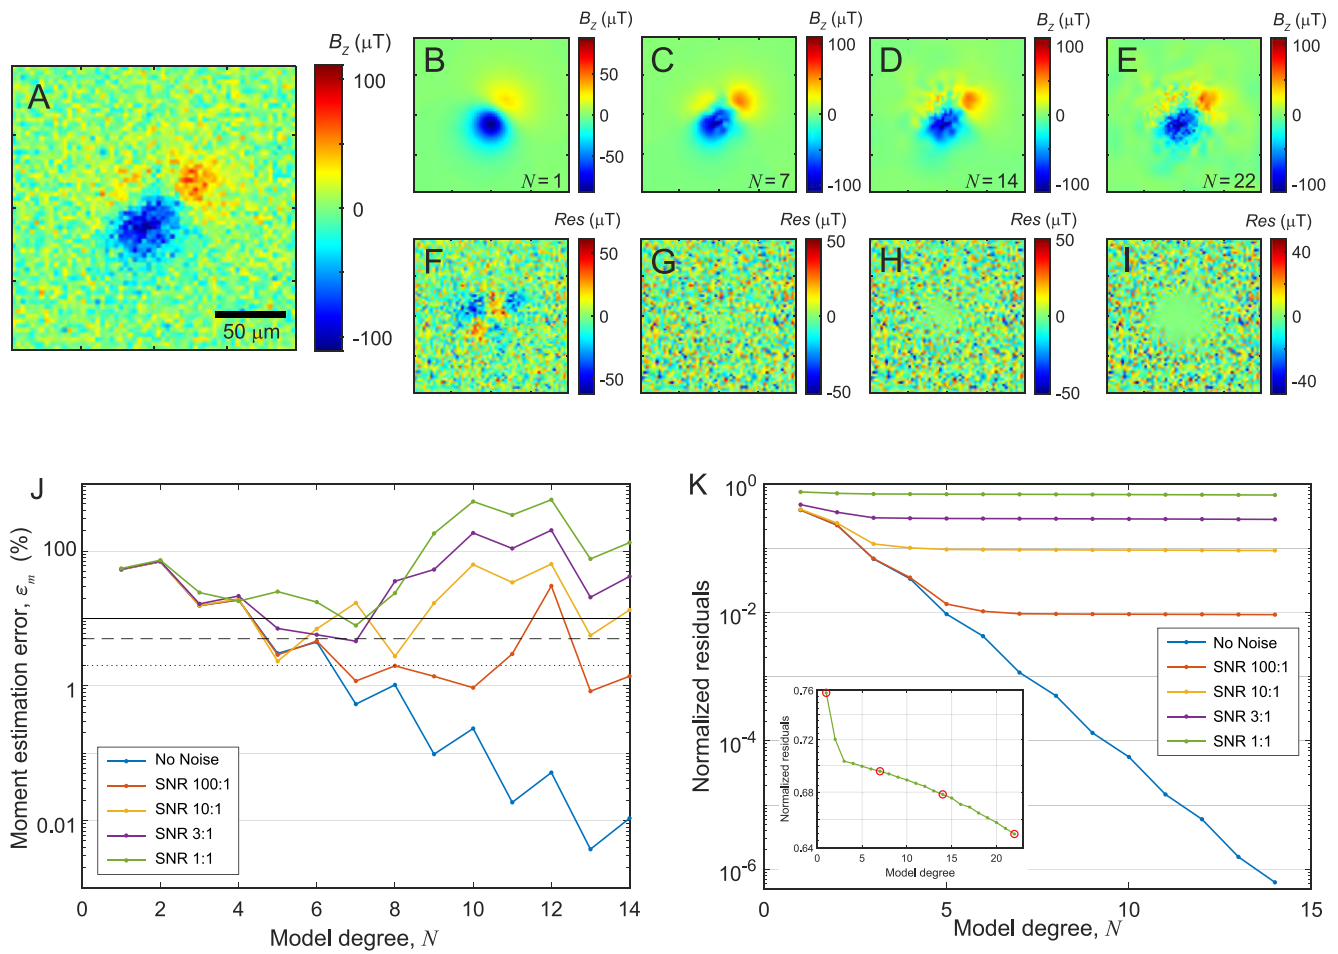 A
B_Z (μT)
100
0
-100
50 μm
B
N = 1
B_Z (μT)
50
0
-50
C
N = 7
B_Z (μT)
100
0
-100
D
N = 14
B_Z (μT)
100
0
-100
E
N = 22
B_Z (μT)
100
0
-100
F
Res (μT)
50
0
-50
G
Res (μT)
50
0
-50
H
Res (μT)
50
0
-50
I
Res (μT)
40
0
-40
J
Moment estimation error, ε_m (%)
100
1
0.01
No Noise
SNR 100:1
SNR 10:1
SNR 3:1
SNR 1:1
0 2 4 6 8 10 12 14
Model degree, N
K
Normalized residuals
10^0
10^-2
10^-4
10^-6
No Noise
SNR 100:1
SNR 10:1
SNR 3:1
SNR 1:1
Normalized residuals
0.76
0.72
0.68
0.64
0 5 10 15 20
Model degree
0 5 10 15
Model degree, N